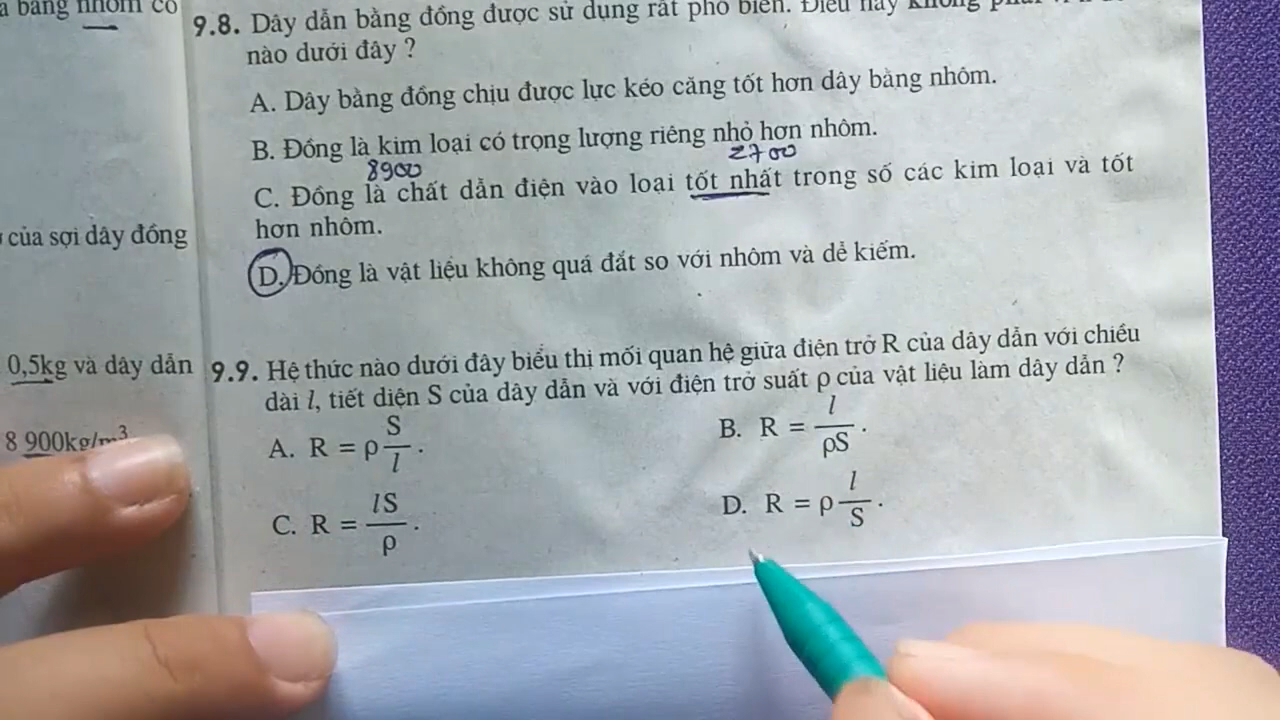 bằng nhôm có
của sợi dây đồng
0,5kg và dây dẫn
8 900kg/m³
9.8. Dây dẫn bằng đồng được sử dụng rất phổ biến. Điều này không phải
nào dưới đây ?
A. Dây bằng đồng chịu được lực kéo căng tốt hơn dây bằng nhôm.
B. Đồng là kim loại có trọng lượng riêng nhỏ hơn nhôm.
8900 2700
C. Đồng là chất dẫn điện vào loại tốt nhất trong số các kim loại và tốt
hơn nhôm.
D. Đồng là vật liệu không quá đắt so với nhôm và dễ kiếm.
9.9. Hệ thức nào dưới đây biểu thị mối quan hệ giữa điện trở R của dây dẫn với chiều
dài l, tiết diện S của dây dẫn và với điện trở suất ρ của vật liệu làm dây dẫn ?
A. R = ρ S/l . B. R = l/ρS .
C. R = lS/ρ . D. R = ρ l/S .